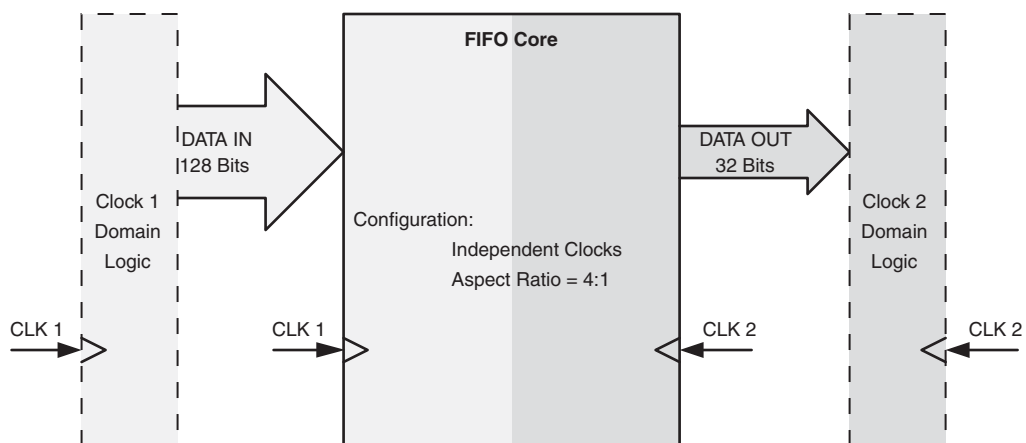 FIFO Core
DATA IN
128 Bits
DATA OUT
32 Bits
Clock 1
Domain
Logic
Configuration:
Independent Clocks
Aspect Ratio = 4:1
Clock 2
Domain
Logic
CLK 1
CLK 1
CLK 2
CLK 2